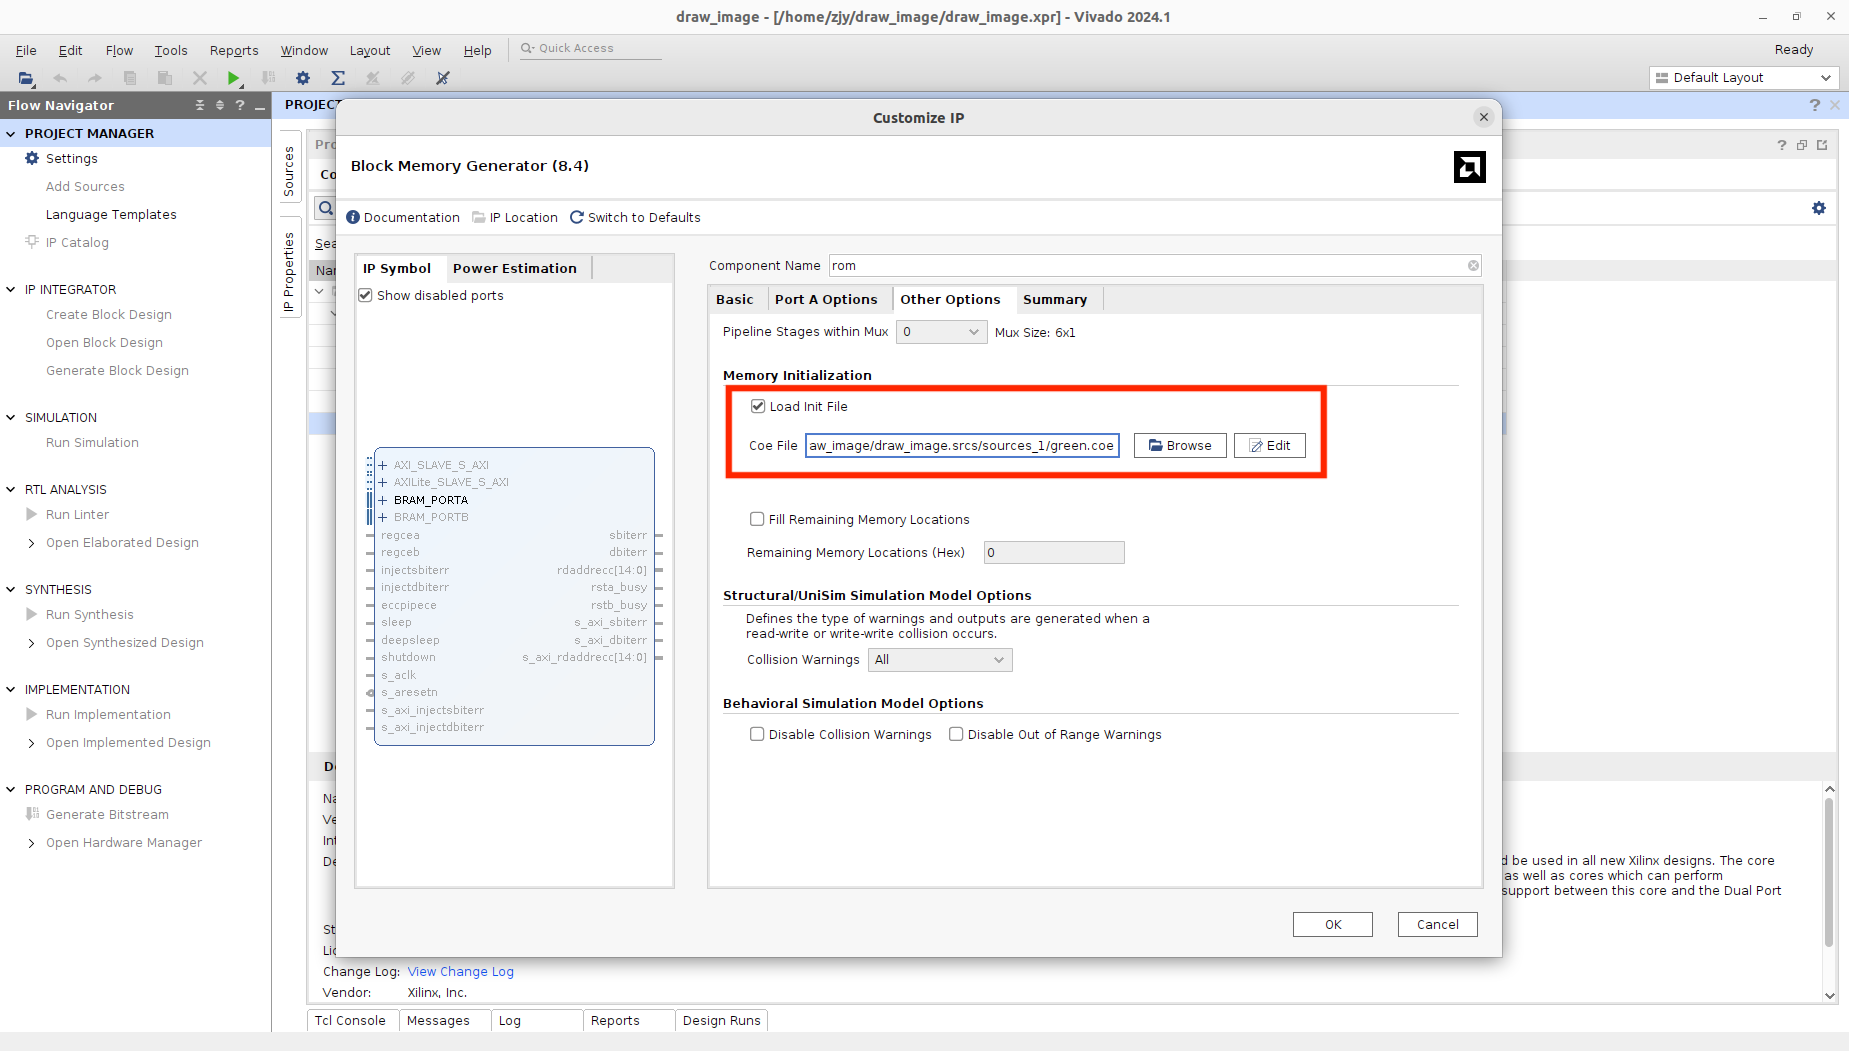 draw_image - [/home/zjy/draw_image/draw_image.xpr] - Vivado 2024.1
File Edit Flow Tools Reports Window Layout View Help Quick Access Ready
Default Layout
Flow Navigator
PROJECT MANAGER
Settings
Add Sources
Language Templates
IP Catalog
IP INTEGRATOR
Create Block Design
Open Block Design
Generate Block Design
SIMULATION
Run Simulation
RTL ANALYSIS
Run Linter
Open Elaborated Design
SYNTHESIS
Run Synthesis
Open Synthesized Design
IMPLEMENTATION
Run Implementation
Open Implemented Design
PROGRAM AND DEBUG
Generate Bitstream
Open Hardware Manager
PROJECT
Sources
IP Properties
Customize IP
Block Memory Generator (8.4)
Documentation IP Location Switch to Defaults
IP Symbol Power Estimation
Show disabled ports
AXI_SLAVE_S_AXI
AXILite_SLAVE_S_AXI
BRAM_PORTA
BRAM_PORTB
regcea sbiterr
regceb dbiterr
injectsbiterr rdaddrecc[14:0]
injectdbiterr rsta_busy
eccpipece rstb_busy
sleep s_axi_sbiterr
deepsleep s_axi_dbiterr
shutdown s_axi_rdaddrecc[14:0]
s_aclk
s_aresetn
s_axi_injectsbiterr
s_axi_injectdbiterr
Component Name rom
Basic Port A Options Other Options Summary
Pipeline Stages within Mux 0 Mux Size: 6x1
Memory Initialization
Load Init File
Coe File aw_image/draw_image.srcs/sources_1/green.coe Browse Edit
Fill Remaining Memory Locations
Remaining Memory Locations (Hex) 0
Structural/UniSim Simulation Model Options
Defines the type of warnings and outputs are generated when a
read-write or write-write collision occurs.
Collision Warnings All
Behavioral Simulation Model Options
Disable Collision Warnings Disable Out of Range Warnings
OK Cancel
d be used in all new Xilinx designs. The core
as well as cores which can perform
support between this core and the Dual Port
Change Log: View Change Log
Vendor: Xilinx, Inc.
Tcl Console Messages Log Reports Design Runs